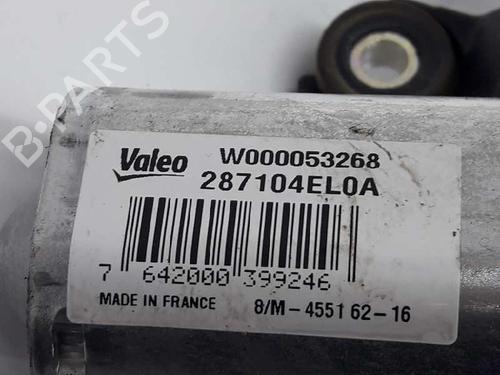 B-PARTS
Valeo W000053268
287104EL0A
7 642000 399246
MADE IN FRANCE 8/M-4551 62-16